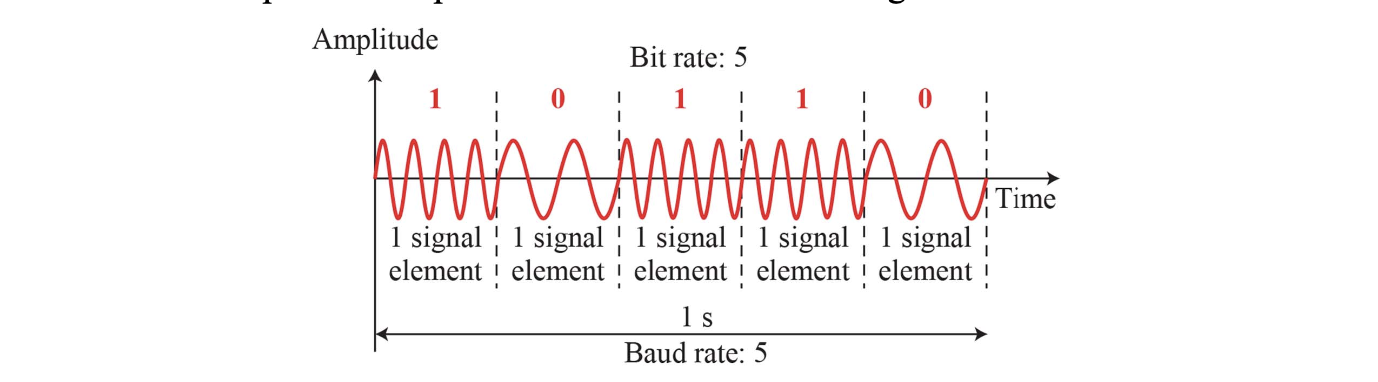 Amplitude
Bit rate: 5
1 0 1 1 0
Time
1 signal element
1 signal element
1 signal element
1 signal element
1 signal element
1 s
Baud rate: 5